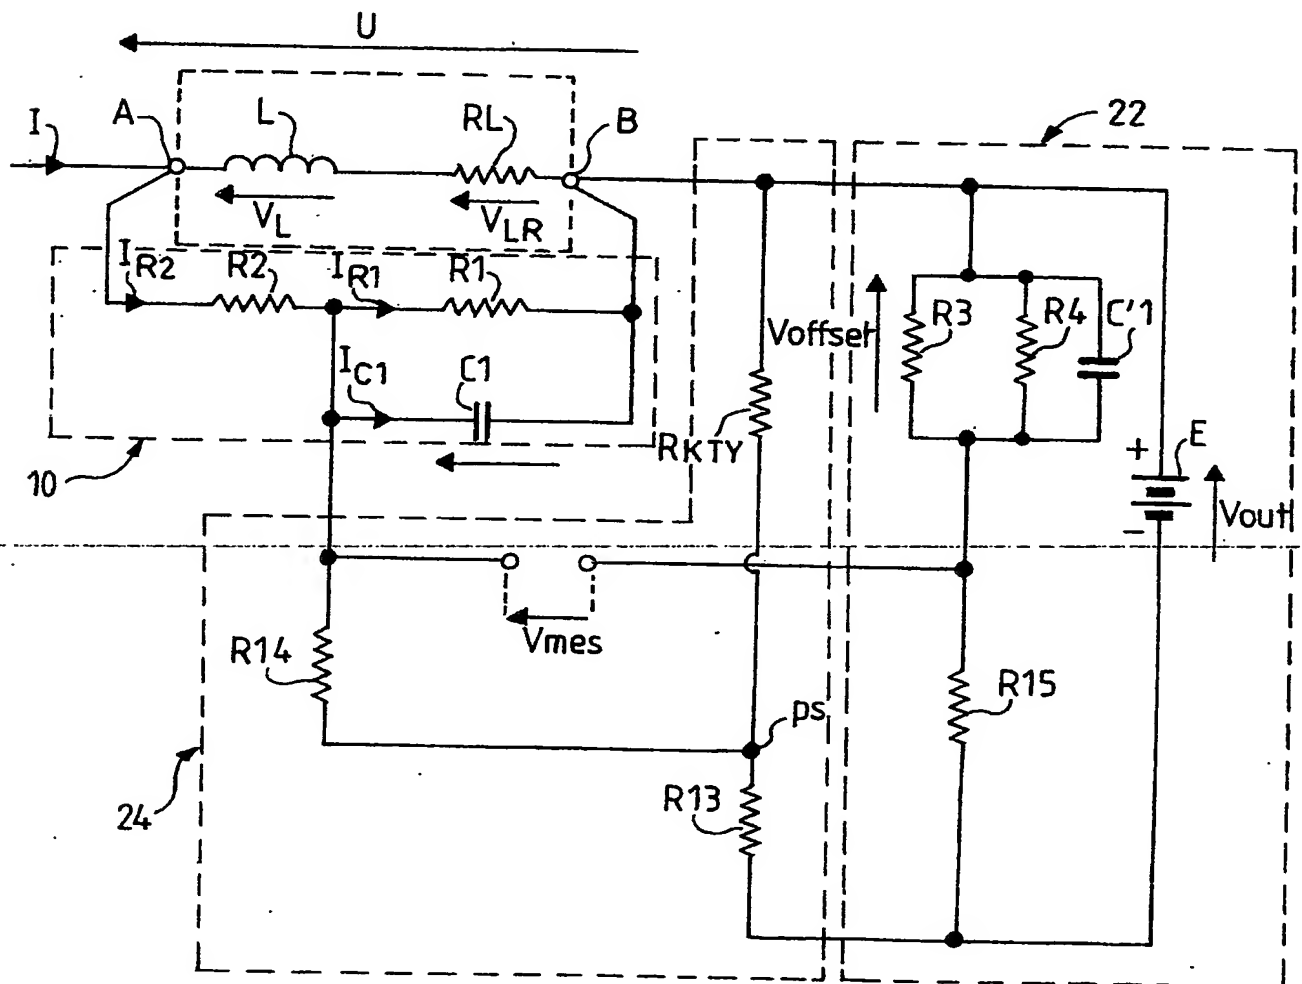 U
22
A
L
RL
B
I
VL
VLR
IR2
R2
IR1
R1
R3
R4
C'1
Voffset
IC1
C1
RKTY
+
E
10
−
Vout
Vmes
R14
R15
ps
R13
24